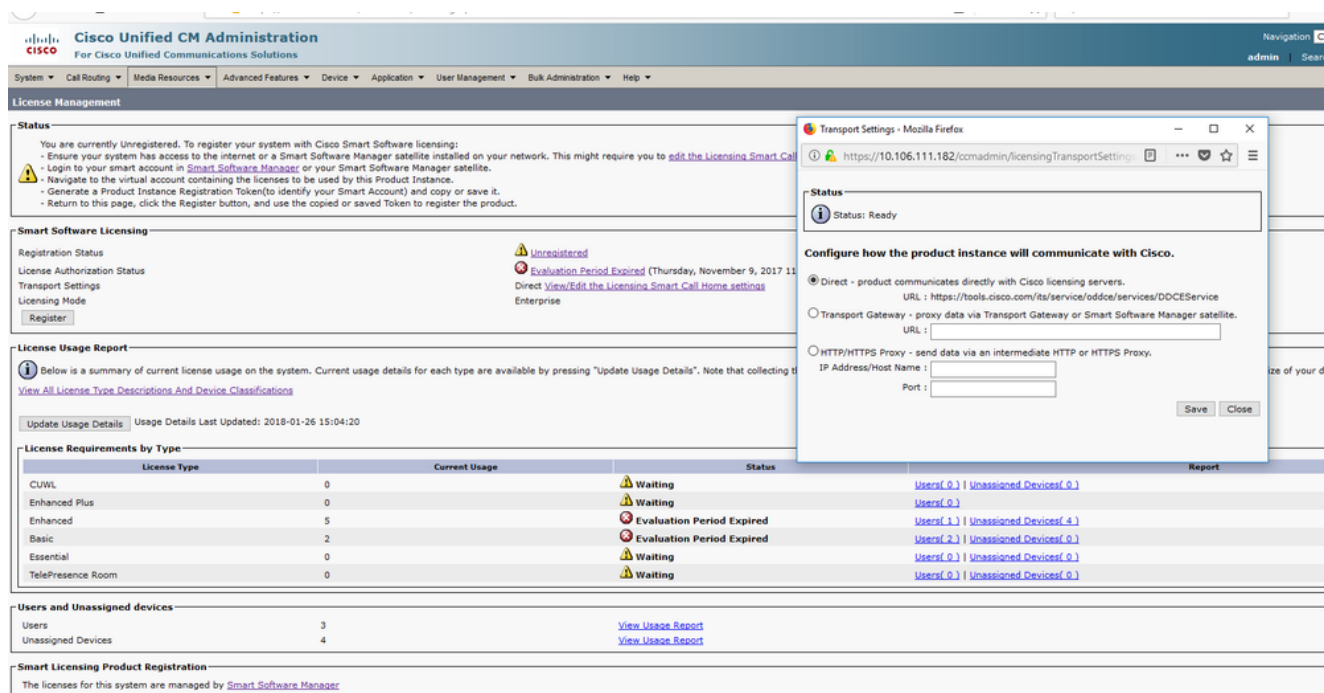 CISCO
Cisco Unified CM Administration
For Cisco Unified Communications Solutions
Navigation C
admin | Sear
System Call Routing Media Resources Advanced Features Device Application User Management Bulk Administration Help
License Management
Status
You are currently Unregistered. To register your system with Cisco Smart Software licensing:
- Ensure your system has access to the internet or a Smart Software Manager satellite installed on your network. This might require you to edit the Licensing Smart Call
- Login to your smart account in Smart Software Manager or your Smart Software Manager satellite.
- Navigate to the virtual account containing the licenses to be used by this Product Instance.
- Generate a Product Instance Registration Token(to identify your Smart Account) and copy or save it.
- Return to this page, click the Register button, and use the copied or saved Token to register the product.
Smart Software Licensing
Registration Status Unregistered
License Authorization Status Evaluation Period Expired (Thursday, November 9, 2017 11
Transport Settings Direct View/Edit the Licensing Smart Call Home settings
Licensing Mode Enterprise
Register
License Usage Report
Below is a summary of current license usage on the system. Current usage details for each type are available by pressing "Update Usage Details". Note that collecting t
ize of your d
View All License Type Descriptions And Device Classifications
Update Usage Details Usage Details Last Updated: 2018-01-26 15:04:20
License Requirements by Type
License Type Current Usage Status Report
CUWL 0 Waiting Users( 0 ) | Unassigned Devices( 0 )
Enhanced Plus 0 Waiting Users( 0 )
Enhanced 5 Evaluation Period Expired Users( 1 ) | Unassigned Devices( 4 )
Basic 2 Evaluation Period Expired Users( 2 ) | Unassigned Devices( 0 )
Essential 0 Waiting Users( 0 ) | Unassigned Devices( 0 )
TelePresence Room 0 Waiting Users( 0 ) | Unassigned Devices( 0 )
Users and Unassigned devices
Users 3 View Usage Report
Unassigned Devices 4 View Usage Report
Smart Licensing Product Registration
The licenses for this system are managed by Smart Software Manager
Transport Settings - Mozilla Firefox
https://10.106.111.182/ccmadmin/licensingTransportSetting
Status
Status: Ready
Configure how the product instance will communicate with Cisco.
Direct - product communicates directly with Cisco licensing servers.
URL : https://tools.cisco.com/its/service/oddce/services/DDCEService
Transport Gateway - proxy data via Transport Gateway or Smart Software Manager satellite.
URL :
HTTP/HTTPS Proxy - send data via an intermediate HTTP or HTTPS Proxy.
IP Address/Host Name :
Port :
Save Close